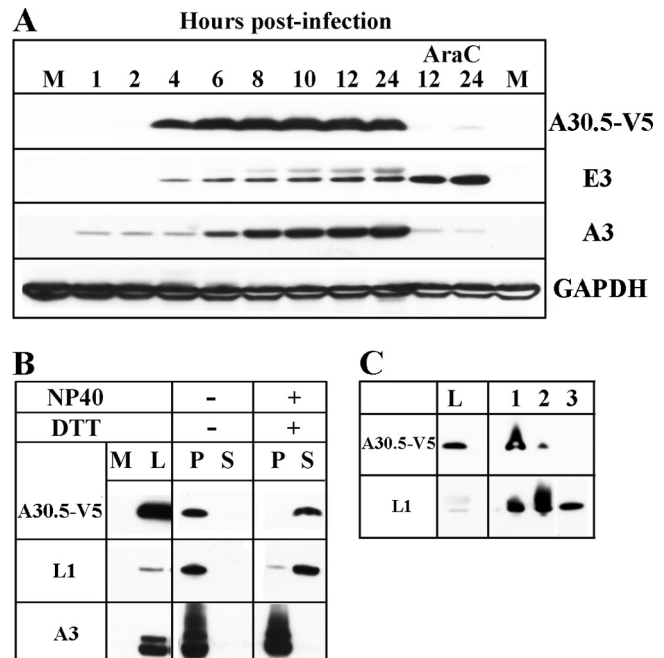 A
Hours post-infection
AraC
M 1 2 4 6 8 10 12 24 12 24 M
A30.5-V5
E3
A3
GAPDH
B
NP40 - +
DTT - +
M L P S P S
A30.5-V5
L1
A3
C
L 1 2 3
A30.5-V5
L1